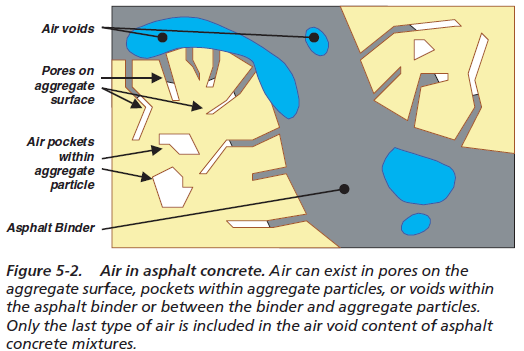 Air voids
Pores on
aggregate
surface
Air pockets
within
aggregate
particle
Asphalt Binder
Figure 5-2. Air in asphalt concrete. Air can exist in pores on the
aggregate surface, pockets within aggregate particles, or voids within
the asphalt binder or between the binder and aggregate particles.
Only the last type of air is included in the air void content of asphalt
concrete mixtures.